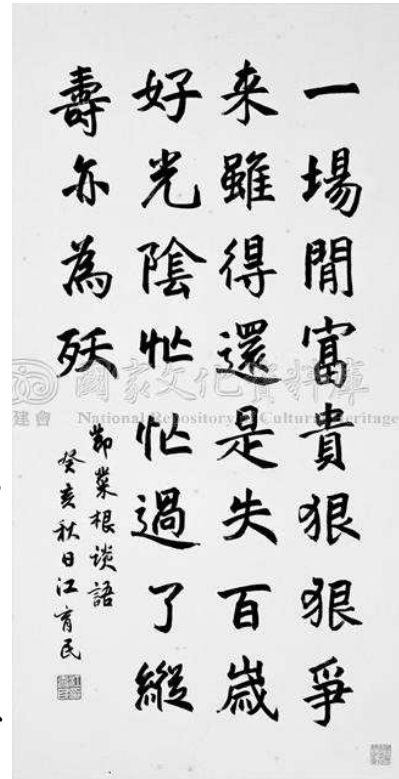 一場閒富貴狠狠爭
来雖得還是失百歲
好光陰忙忙過了縱
壽亦為殀
節菜根谈語
癸亥秋日江育民
國家文化資料庫
建會 National Repository of Cultural Heritage